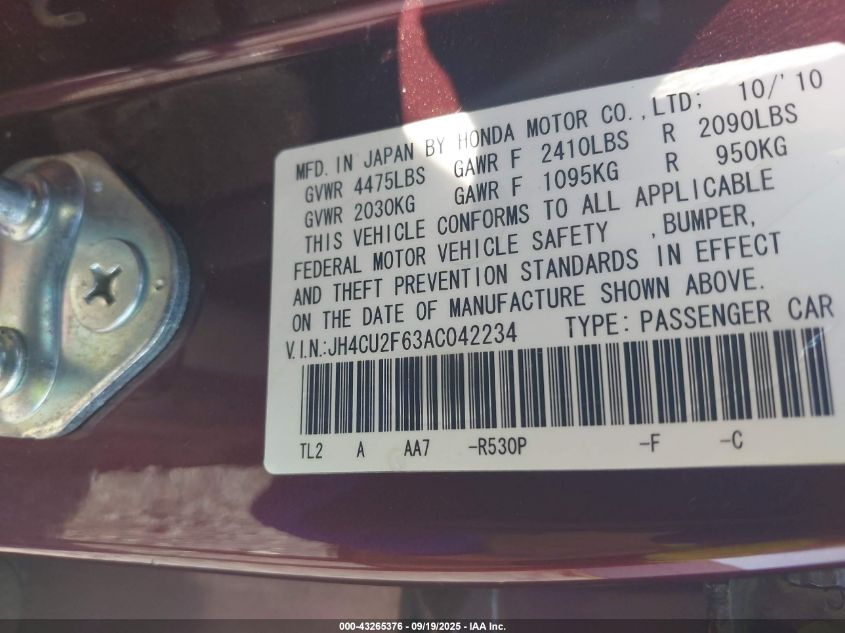 MFD. IN JAPAN BY HONDA MOTOR CO., LTD; 10/'10
GVWR 4475LBS GAWR F 2410LBS R 2090LBS
GVWR 2030KG GAWR F 1095KG R 950KG
THIS VEHICLE CONFORMS TO ALL APPLICABLE
FEDERAL MOTOR VEHICLE SAFETY , BUMPER,
AND THEFT PREVENTION STANDARDS IN EFFECT
ON THE DATE OF MANUFACTURE SHOWN ABOVE.
V.I.N.:JH4CU2F63AC042234 TYPE: PASSENGER CAR
TL2 A AA7 -R530P -F -C
000-43265376 - 09/19/2025 - IAA Inc.